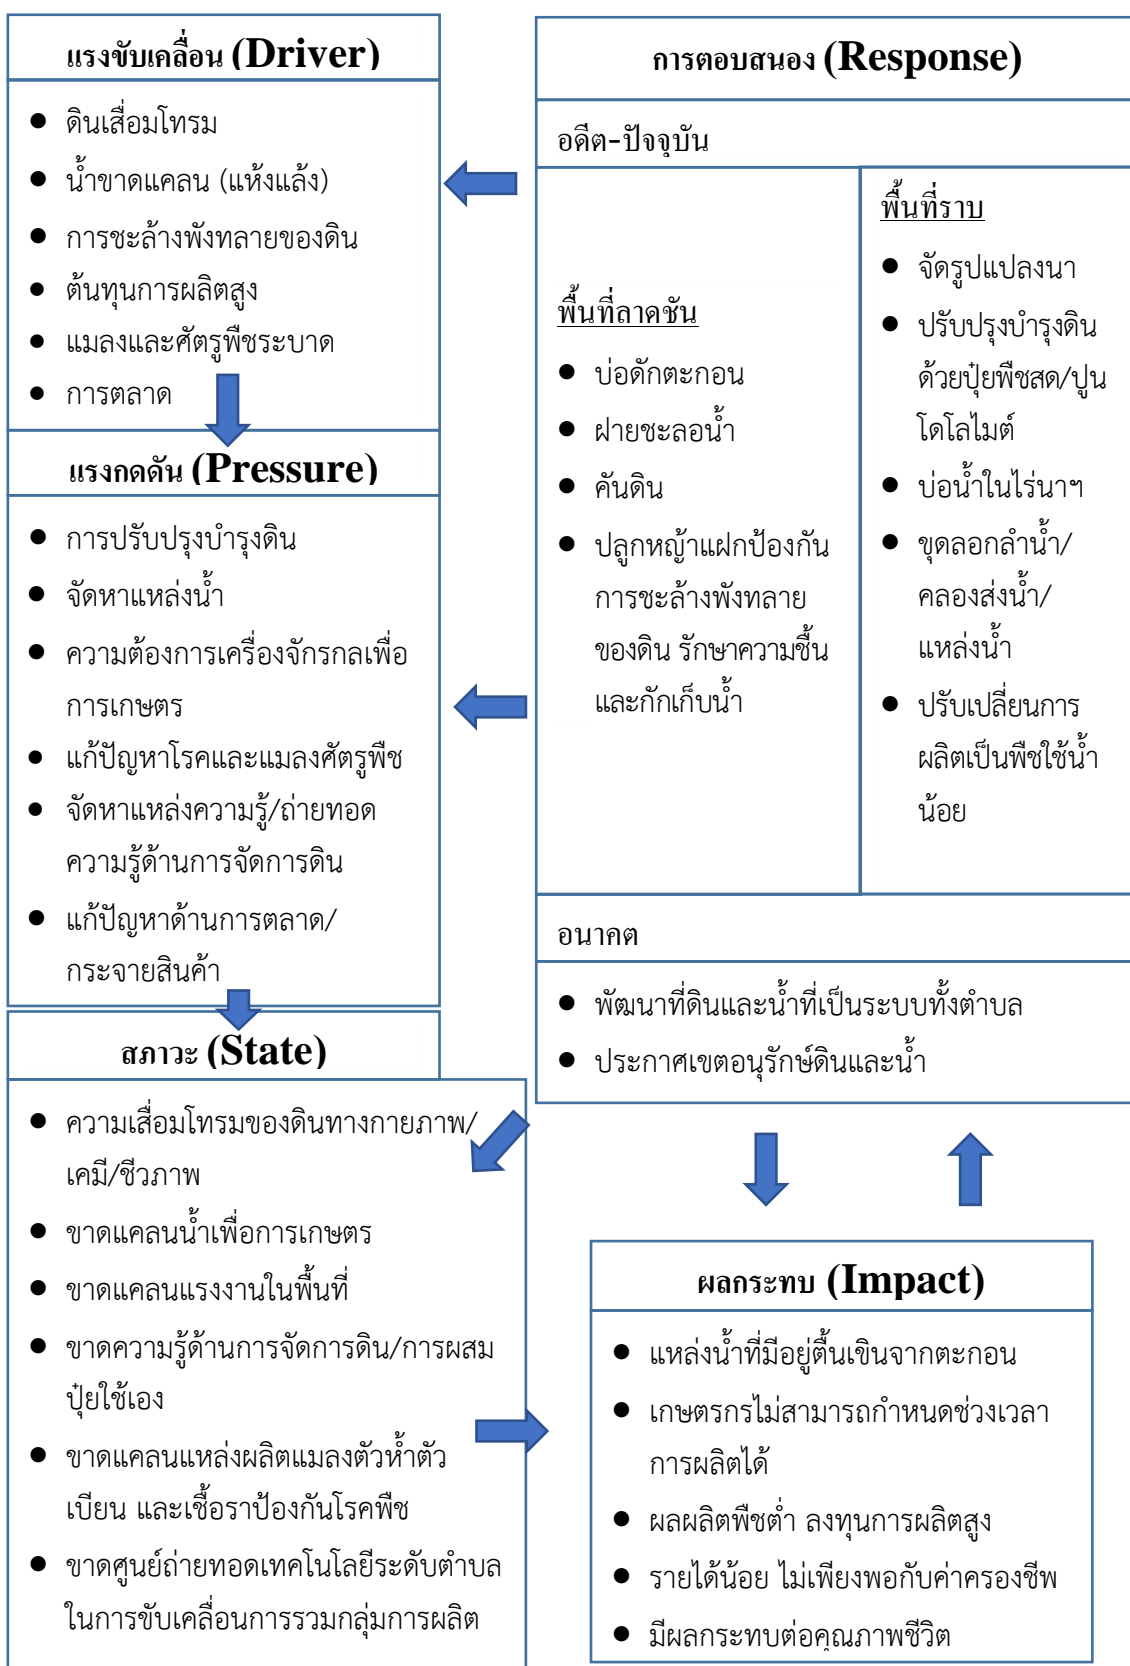 แรงขับเคลื่อน (Driver)
● ดินเสื่อมโทรม
● น้ำขาดแคลน (แห้งแล้ง)
● การชะล้างพังทลายของดิน
● ต้นทุนการผลิตสูง
● แมลงและศัตรูพืชระบาด
● การตลาด
แรงกดดัน (Pressure)
● การปรับปรุงบำรุงดิน
● จัดหาแหล่งน้ำ
● ความต้องการเครื่องจักรกลเพื่อ
การเกษตร
● แก้ปัญหาโรคและแมลงศัตรูพืช
● จัดหาแหล่งความรู้/ถ่ายทอด
ความรู้ด้านการจัดการดิน
● แก้ปัญหาด้านการตลาด/
กระจายสินค้า
สภาวะ (State)
● ความเสื่อมโทรมของดินทางกายภาพ/
เคมี/ชีวภาพ
● ขาดแคลนน้ำเพื่อการเกษตร
● ขาดแคลนแรงงานในพื้นที่
● ขาดความรู้ด้านการจัดการดิน/การผสม
ปุ๋ยใช้เอง
● ขาดแคลนแหล่งผลิตแมลงตัวห้ำตัว
เบียน และเชื้อราป้องกันโรคพืช
● ขาดศูนย์ถ่ายทอดเทคโนโลยีระดับตำบล
ในการขับเคลื่อนการรวมกลุ่มการผลิต
การตอบสนอง (Response)
อดีต-ปัจจุบัน
พื้นที่ลาดชัน
● บ่อดักตะกอน
● ฝายชะลอน้ำ
● คันดิน
● ปลูกหญ้าแฝกป้องกัน
การชะล้างพังทลาย
ของดิน รักษาความชื้น
และกักเก็บน้ำ
พื้นที่ราบ
● จัดรูปแปลงนา
● ปรับปรุงบำรุงดิน
ด้วยปุ๋ยพืชสด/ปูน
โดโลไมต์
● บ่อน้ำในไร่นาฯ
● ขุดลอกลำน้ำ/
คลองส่งน้ำ/
แหล่งน้ำ
● ปรับเปลี่ยนการ
ผลิตเป็นพืชใช้น้ำ
น้อย
อนาคต
● พัฒนาที่ดินและน้ำที่เป็นระบบทั้งตำบล
● ประกาศเขตอนุรักษ์ดินและน้ำ
ผลกระทบ (Impact)
● แหล่งน้ำที่มีอยู่ตื้นเขินจากตะกอน
● เกษตรกรไม่สามารถกำหนดช่วงเวลา
การผลิตได้
● ผลผลิตพืชต่ำ ลงทุนการผลิตสูง
● รายได้น้อย ไม่เพียงพอกับค่าครองชีพ
● มีผลกระทบต่อคุณภาพชีวิต